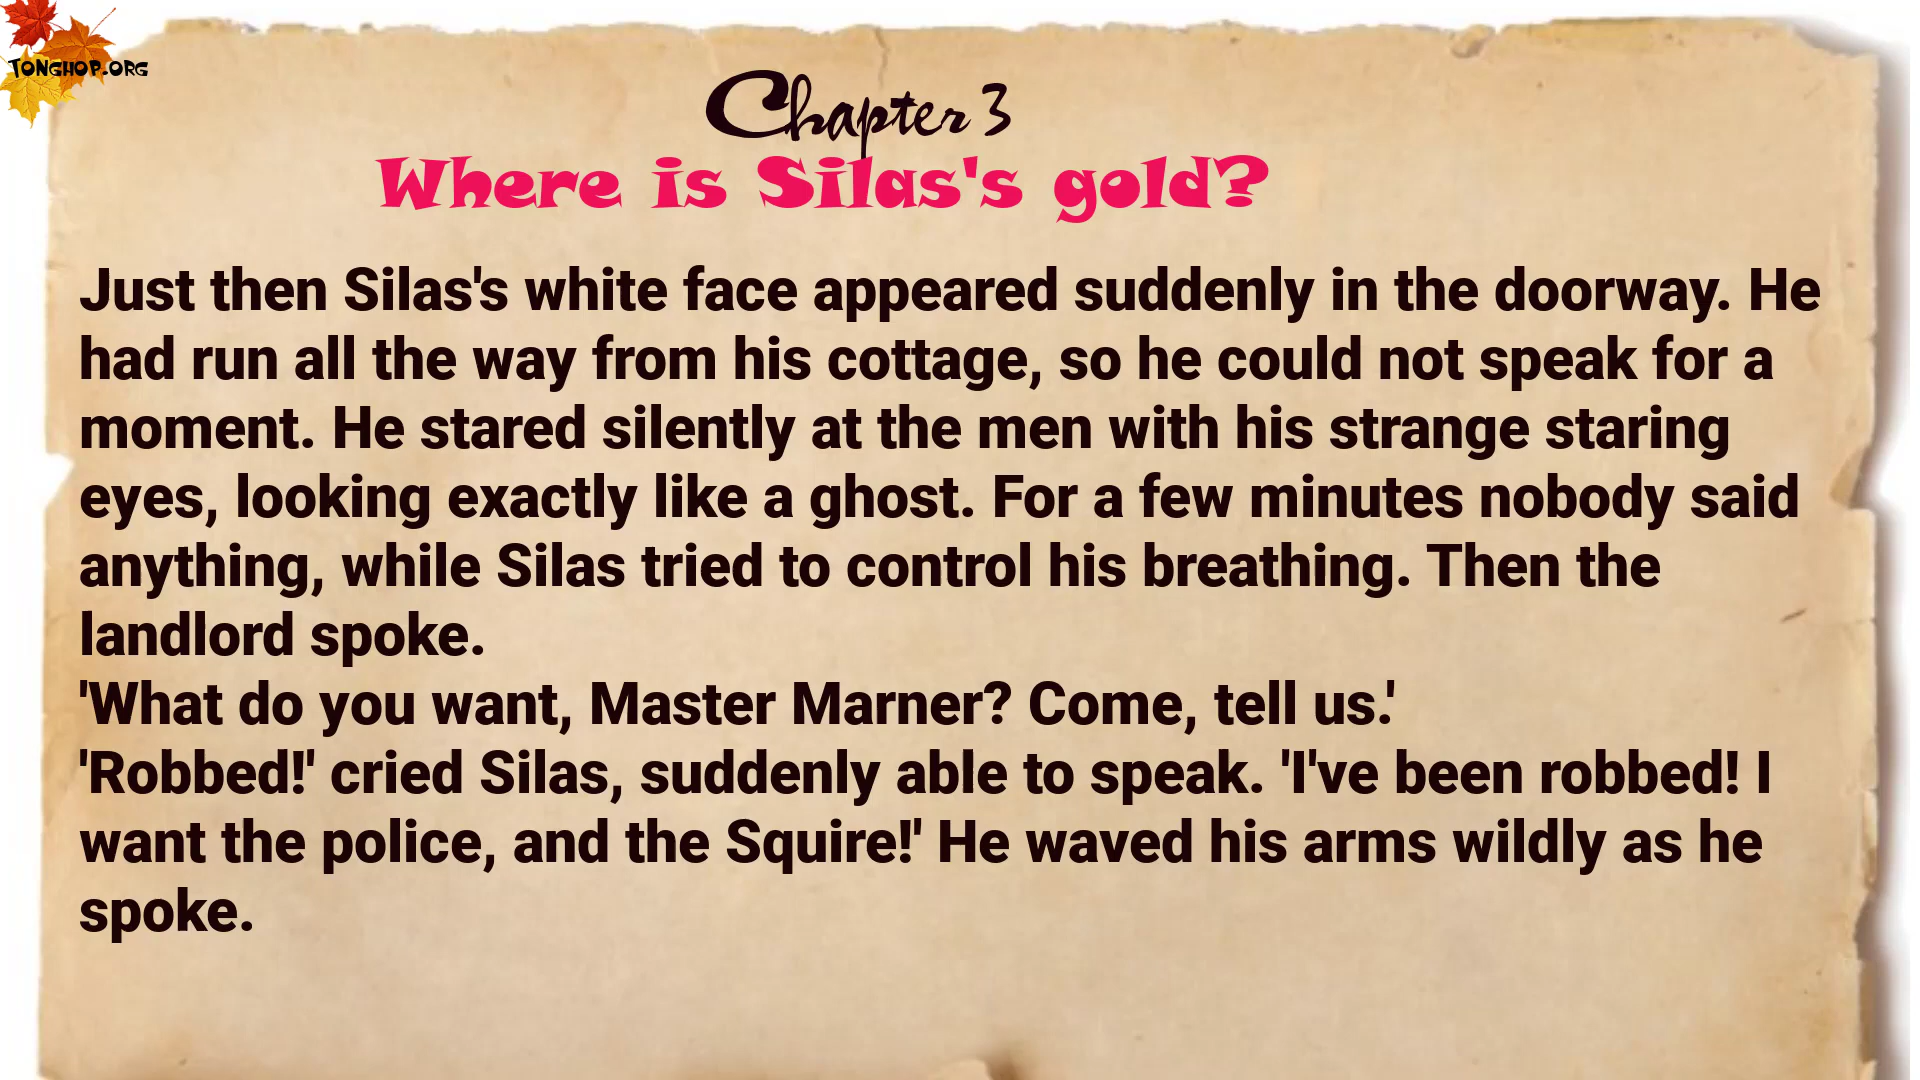 TONGHOP.ORG
Chapter 3
Where is Silas's gold?
Just then Silas's white face appeared suddenly in the doorway. He
had run all the way from his cottage, so he could not speak for a
moment. He stared silently at the men with his strange staring
eyes, looking exactly like a ghost. For a few minutes nobody said
anything, while Silas tried to control his breathing. Then the
landlord spoke.
'What do you want, Master Marner? Come, tell us.'
'Robbed!' cried Silas, suddenly able to speak. 'I've been robbed! I
want the police, and the Squire!' He waved his arms wildly as he
spoke.